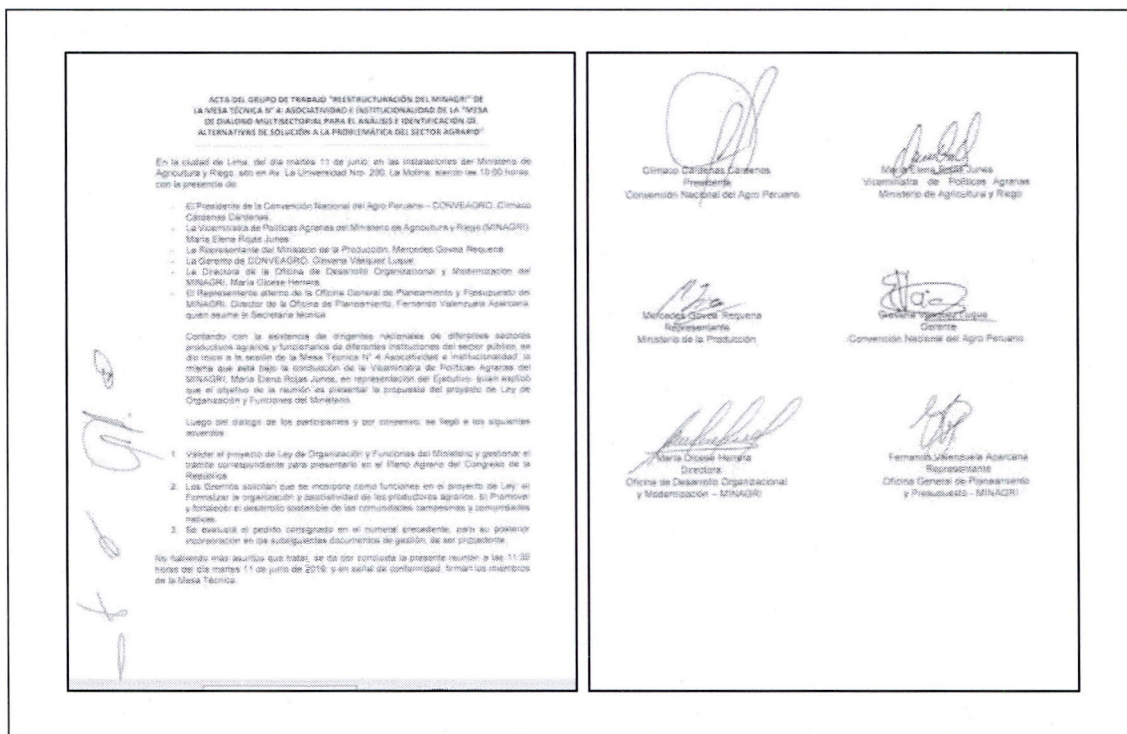 ACTA DEL GRUPO DE TRABAJO "REESTRUCTURACIÓN DEL MINAGRI" DE
LA MESA TÉCNICA N° 4: ASOCIATIVIDAD E INSTITUCIONALIDAD DE LA "MESA
DE DIALOGO MULTISECTORIAL PARA EL ANÁLISIS E IDENTIFICACIÓN DE
ALTERNATIVAS DE SOLUCIÓN A LA PROBLEMÁTICA DEL SECTOR AGRARIO"
En la ciudad de Lima, del día martes 11 de junio, en las instalaciones del Ministerio de
Agricultura y Riego, sito en Av. La Universidad Nro. 200, La Molina, siendo las 10:00 horas,
con la presencia de:
- El Presidente de la Convención Nacional del Agro Peruano – CONVEAGRO, Clímaco
Cárdenas Cárdenas.
- La Viceministra de Políticas Agrarias del Ministerio de Agricultura y Riego (MINAGRI),
María Elena Rojas Junes
- La Representante del Ministerio de la Producción, Mercedes Govea Requena
- La Gerente de CONVEAGRO, Giovana Vásquez Luque
- La Directora de la Oficina de Desarrollo Organizacional y Modernización del
MINAGRI, María Glicese Herrera
- El Representante alterno de la Oficina General de Planeamiento y Presupuesto del
MINAGRI, Director de la Oficina de Planeamiento, Fernando Valenzuela Aparcana,
quien asume la Secretaría técnica
Contando con la existencia de dirigentes nacionales de diferentes sectores
productivos agrarios y funcionarios de diferentes instituciones del sector público, se
dio inicio a la sesión de la Mesa Técnica N° 4 Asociatividad e institucionalidad, la
misma que está bajo la conducción de la Viceministra de Políticas Agrarias del
MINAGRI, María Elena Rojas Junes, en representación del Ejecutivo, quien explicó
que el objetivo de la reunión es presentar la propuesta del proyecto de Ley de
Organización y Funciones del Ministerio.
Luego del dialogo de los participantes y por consenso, se llegó a los siguientes
acuerdos:
1. Validar el proyecto de Ley de Organización y Funciones del Ministerio y gestionar el
trámite correspondiente para presentarlo en el Pleno Agrario del Congreso de la
República.
2. Los Gremios solicitan que se incorpore como funciones en el proyecto de Ley: a)
Formalizar la organización y asociatividad de los productores agrarios. b) Promover
y fortalecer el desarrollo sostenible de las comunidades campesinas y comunidades
nativas.
3. Se evaluará el pedido consignado en el numeral precedente, para su posterior
incorporación en los subsiguientes documentos de gestión, de ser procedente.
No habiendo más asuntos que tratar, se da por concluida la presente reunión a las 11:30
horas del día martes 11 de junio de 2019, y en señal de conformidad, firman los miembros
de la Mesa Técnica.
Clímaco Cárdenas Cárdenas
Presidente
Convención Nacional del Agro Peruano
María Elena Rojas Junes
Viceministra de Políticas Agrarias
Ministerio de Agricultura y Riego
Mercedes Govea Requena
Representante
Ministerio de la Producción
Giovana Vásquez Luque
Gerente
Convención Nacional del Agro Peruano
María Glicese Herrera
Directora
Oficina de Desarrollo Organizacional
y Modernización – MINAGRI
Fernando Valenzuela Aparcana
Representante
Oficina General de Planeamiento
y Presupuesto - MINAGRI